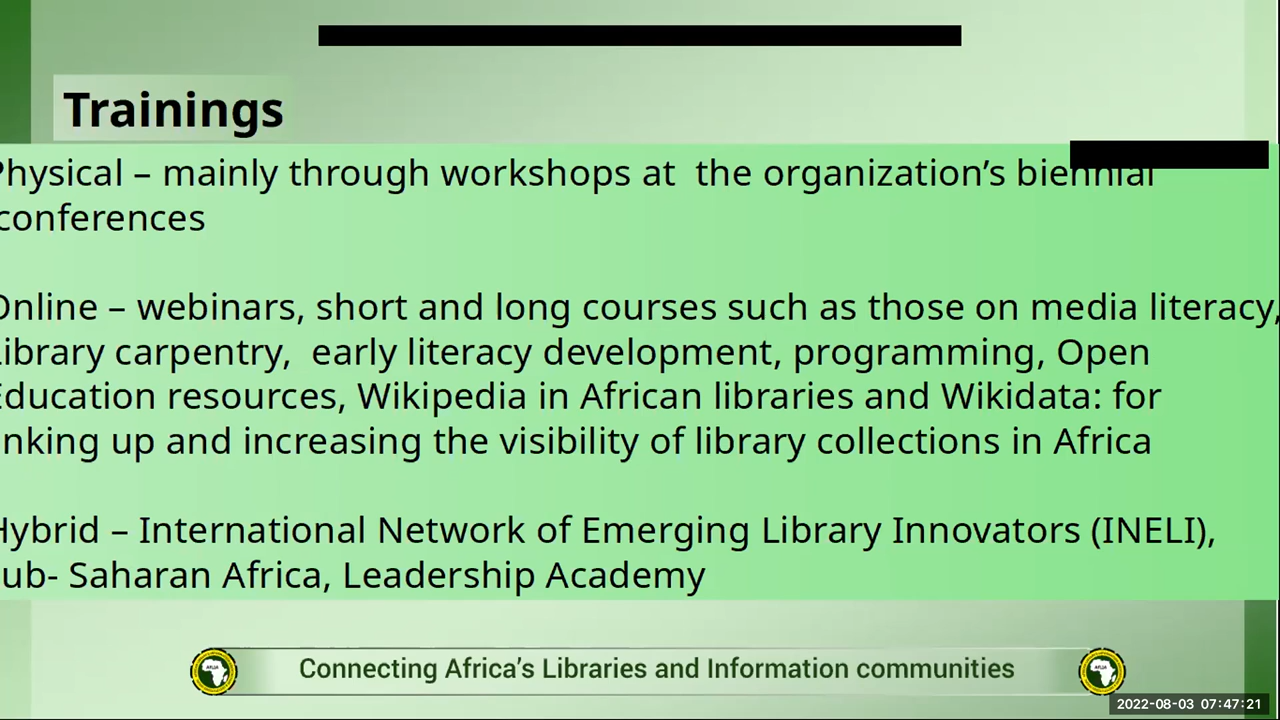 Trainings
Physical – mainly through workshops at the organization’s biennial
conferences
Online – webinars, short and long courses such as those on media literacy,
Library carpentry, early literacy development, programming, Open
Education resources, Wikipedia in African libraries and Wikidata: for
nking up and increasing the visibility of library collections in Africa
Hybrid – International Network of Emerging Library Innovators (INELI),
ub- Saharan Africa, Leadership Academy
Connecting Africa’s Libraries and Information communities
2022-08-03 07:47:21